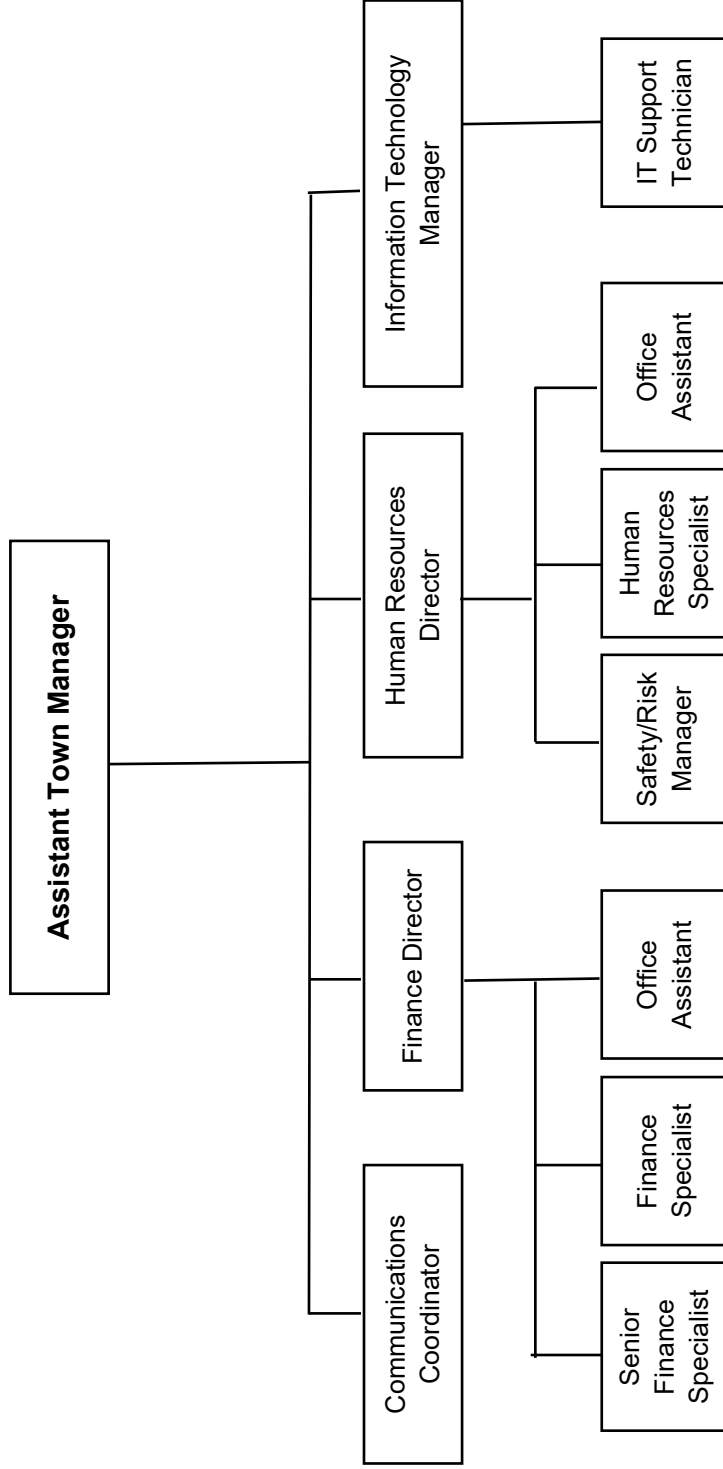 Assistant Town Manager
Communications
Coordinator
Finance Director
Human Resources
Director
Information Technology
Manager
Senior
Finance
Specialist
Finance
Specialist
Office
Assistant
Safety/Risk
Manager
Human
Resources
Specialist
Office
Assistant
IT Support
Technician